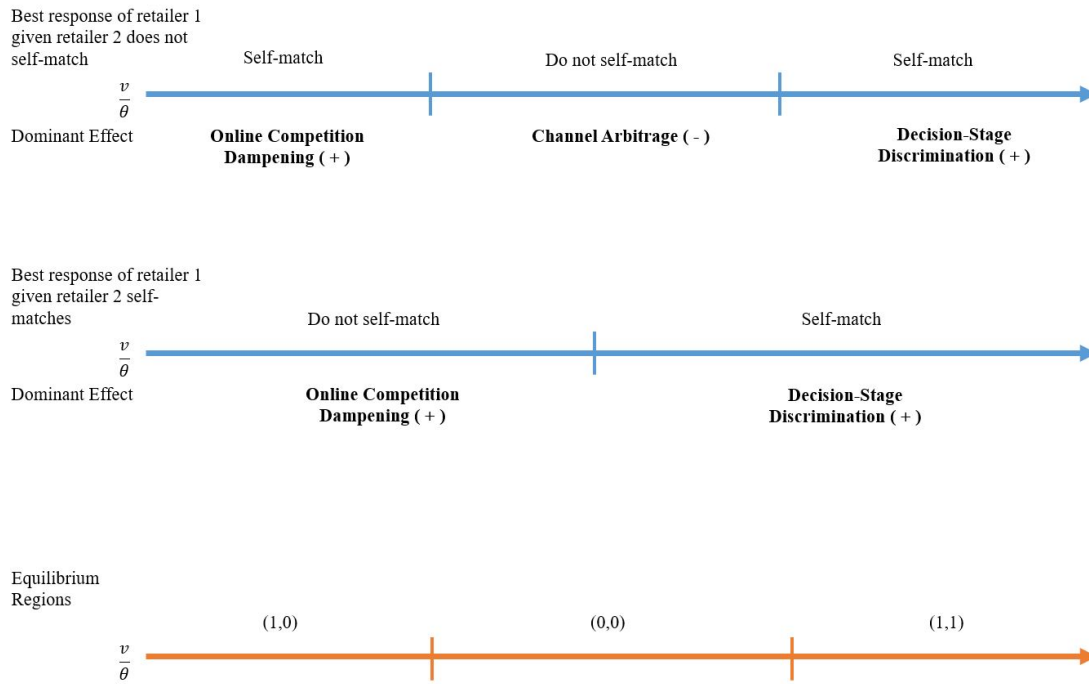 Best response of retailer 1
given retailer 2 does not
self-match
Self-match
Do not self-match
Self-match
v
θ
Dominant Effect
Online Competition
Dampening ( + )
Channel Arbitrage ( - )
Decision-Stage
Discrimination ( + )
Best response of retailer 1
given retailer 2 self-
matches
Do not self-match
Self-match
v
θ
Dominant Effect
Online Competition
Dampening ( + )
Decision-Stage
Discrimination ( + )
Equilibrium
Regions
(1,0)
(0,0)
(1,1)
v
θ